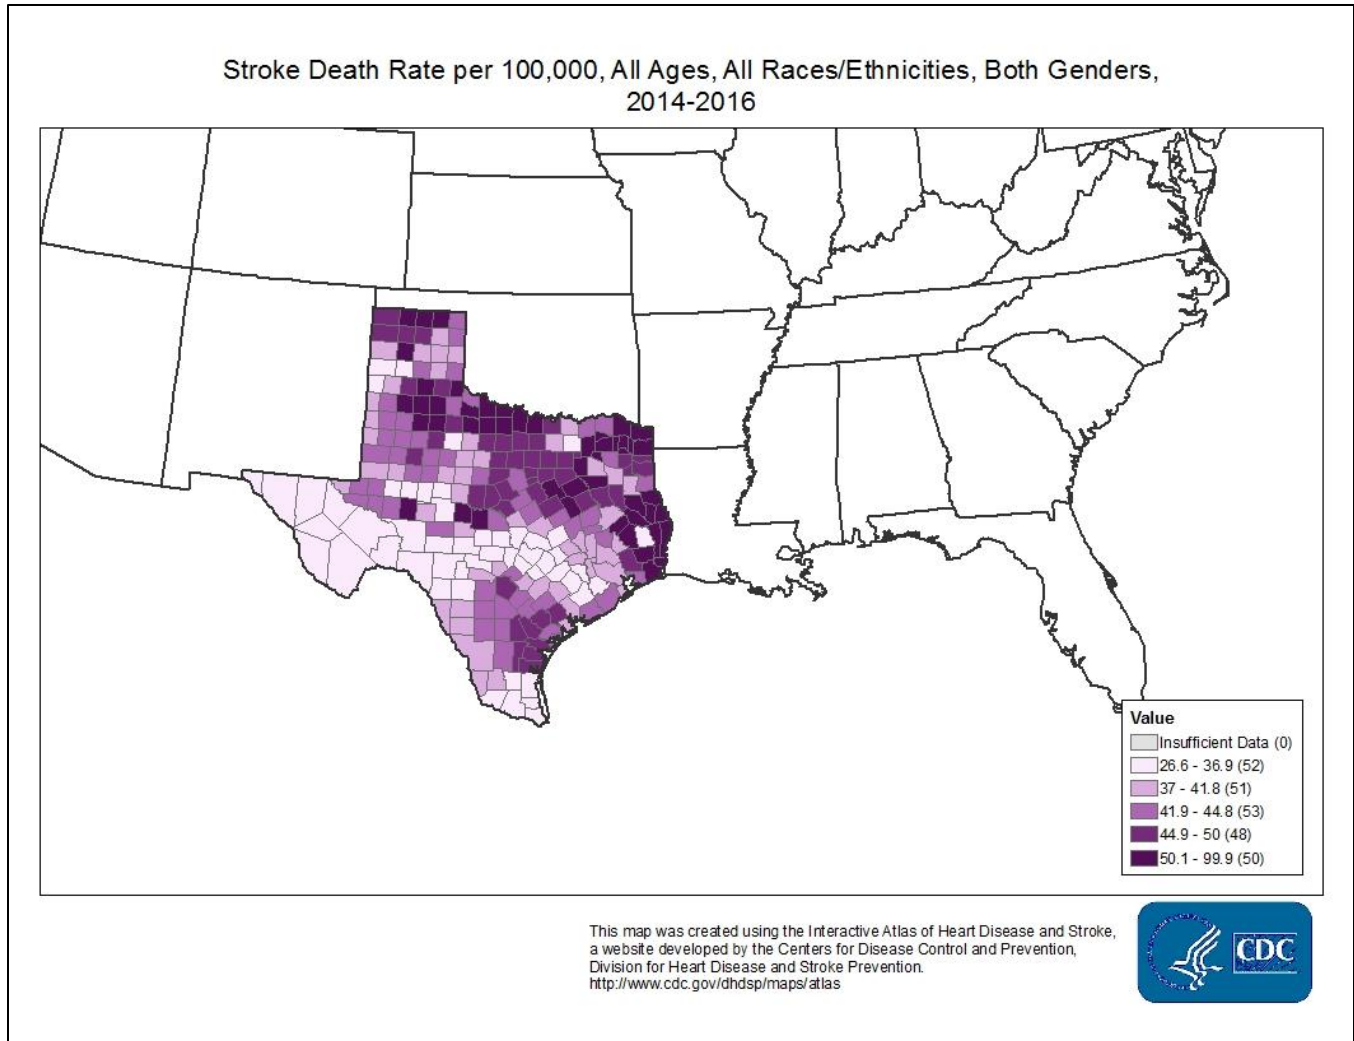 Stroke Death Rate per 100,000, All Ages, All Races/Ethnicities, Both Genders,
2014-2016
Value
Insufficient Data (0)
26.6 - 36.9 (52)
37 - 41.8 (51)
41.9 - 44.8 (53)
44.9 - 50 (48)
50.1 - 99.9 (50)
This map was created using the Interactive Atlas of Heart Disease and Stroke,
a website developed by the Centers for Disease Control and Prevention,
Division for Heart Disease and Stroke Prevention.
http://www.cdc.gov/dhdsp/maps/atlas
CDC